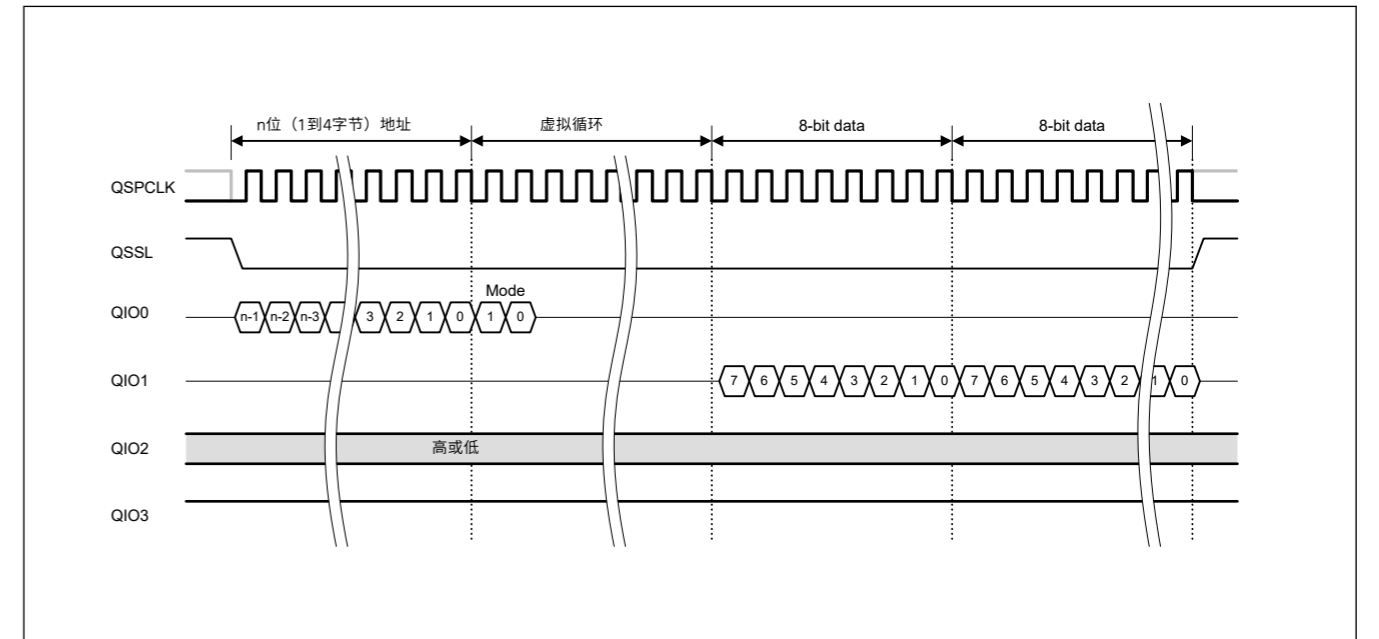 n位（1到4字节）地址 虚拟循环 8-bit data 8-bit data
QSPCLK
QSSL
Mode
QIO0 n-1 n-2 n-3 3 2 1 0 1 0
QIO1 7 6 5 4 3 2 1 0 7 6 5 4 3 2 1 0
QIO2 高或低
QIO3